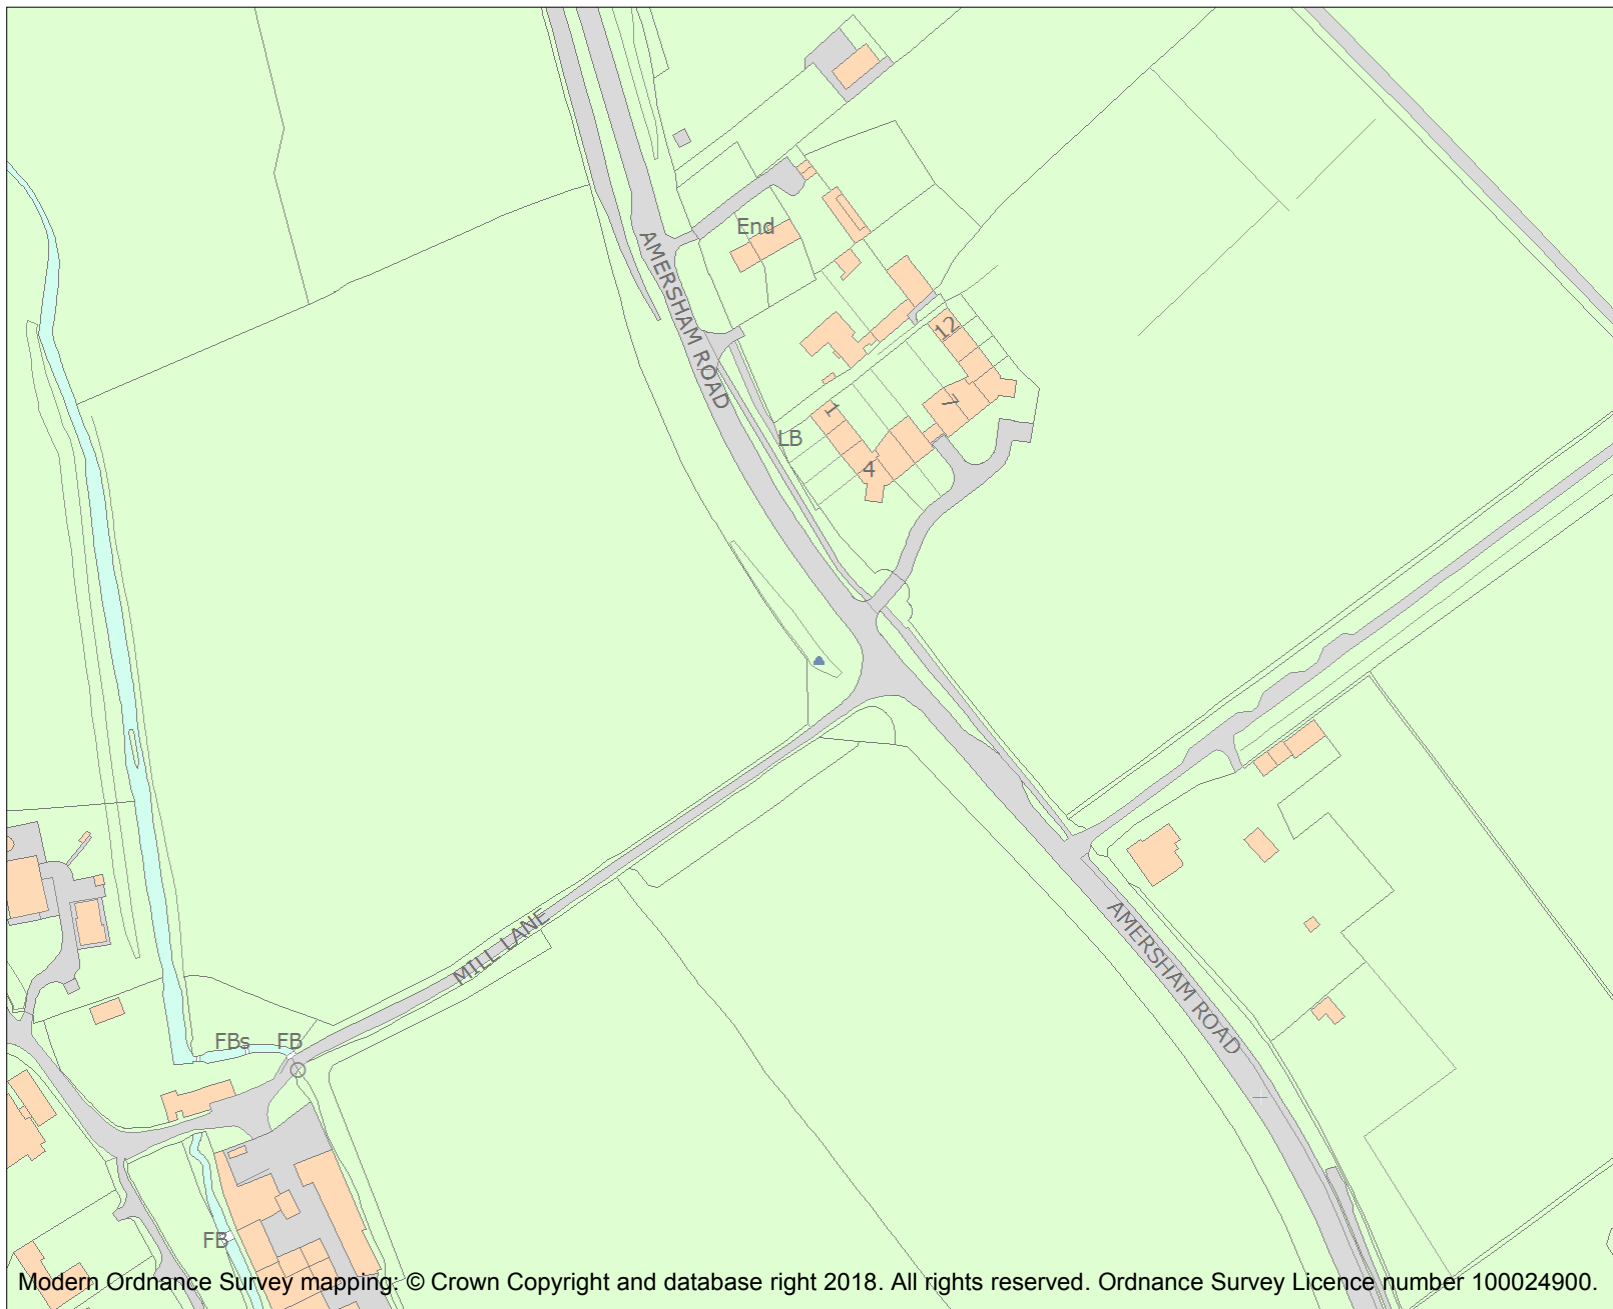 End
AMERSHAM ROAD
12
7
1
LB
4
MILL LANE
AMERSHAM ROAD
FBs
FB
FB
Modern Ordnance Survey mapping: © Crown Copyright and database right 2018. All rights reserved. Ordnance Survey Licence number 100024900.